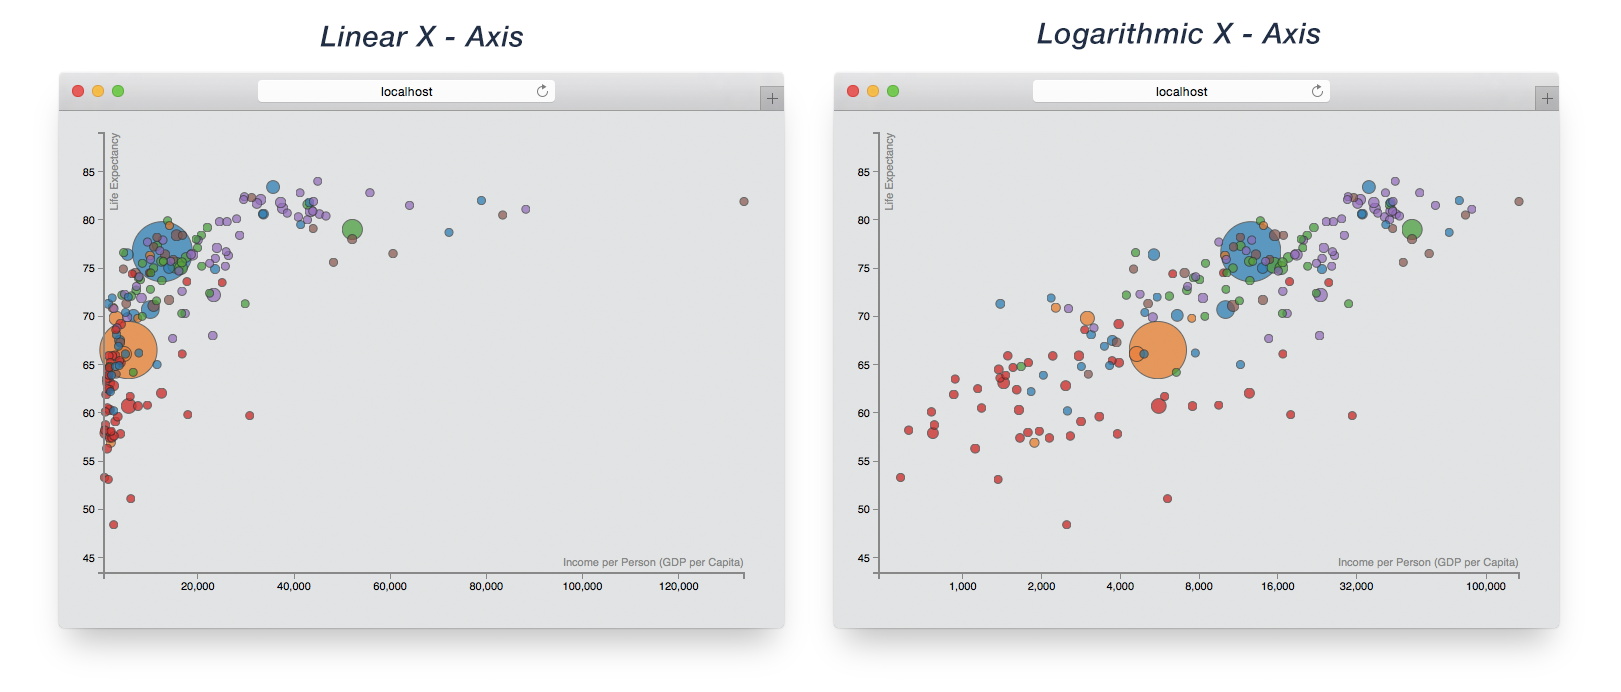 Linear X - Axis
Logarithmic X - Axis
localhost
localhost
Life Expectancy
85
80
75
70
65
60
55
50
45
Income per Person (GDP per Capita)
20,000 40,000 60,000 80,000 100,000 120,000
Life Expectancy
85
80
75
70
65
60
55
50
45
Income per Person (GDP per Capita)
1,000 2,000 4,000 8,000 16,000 32,000 100,000